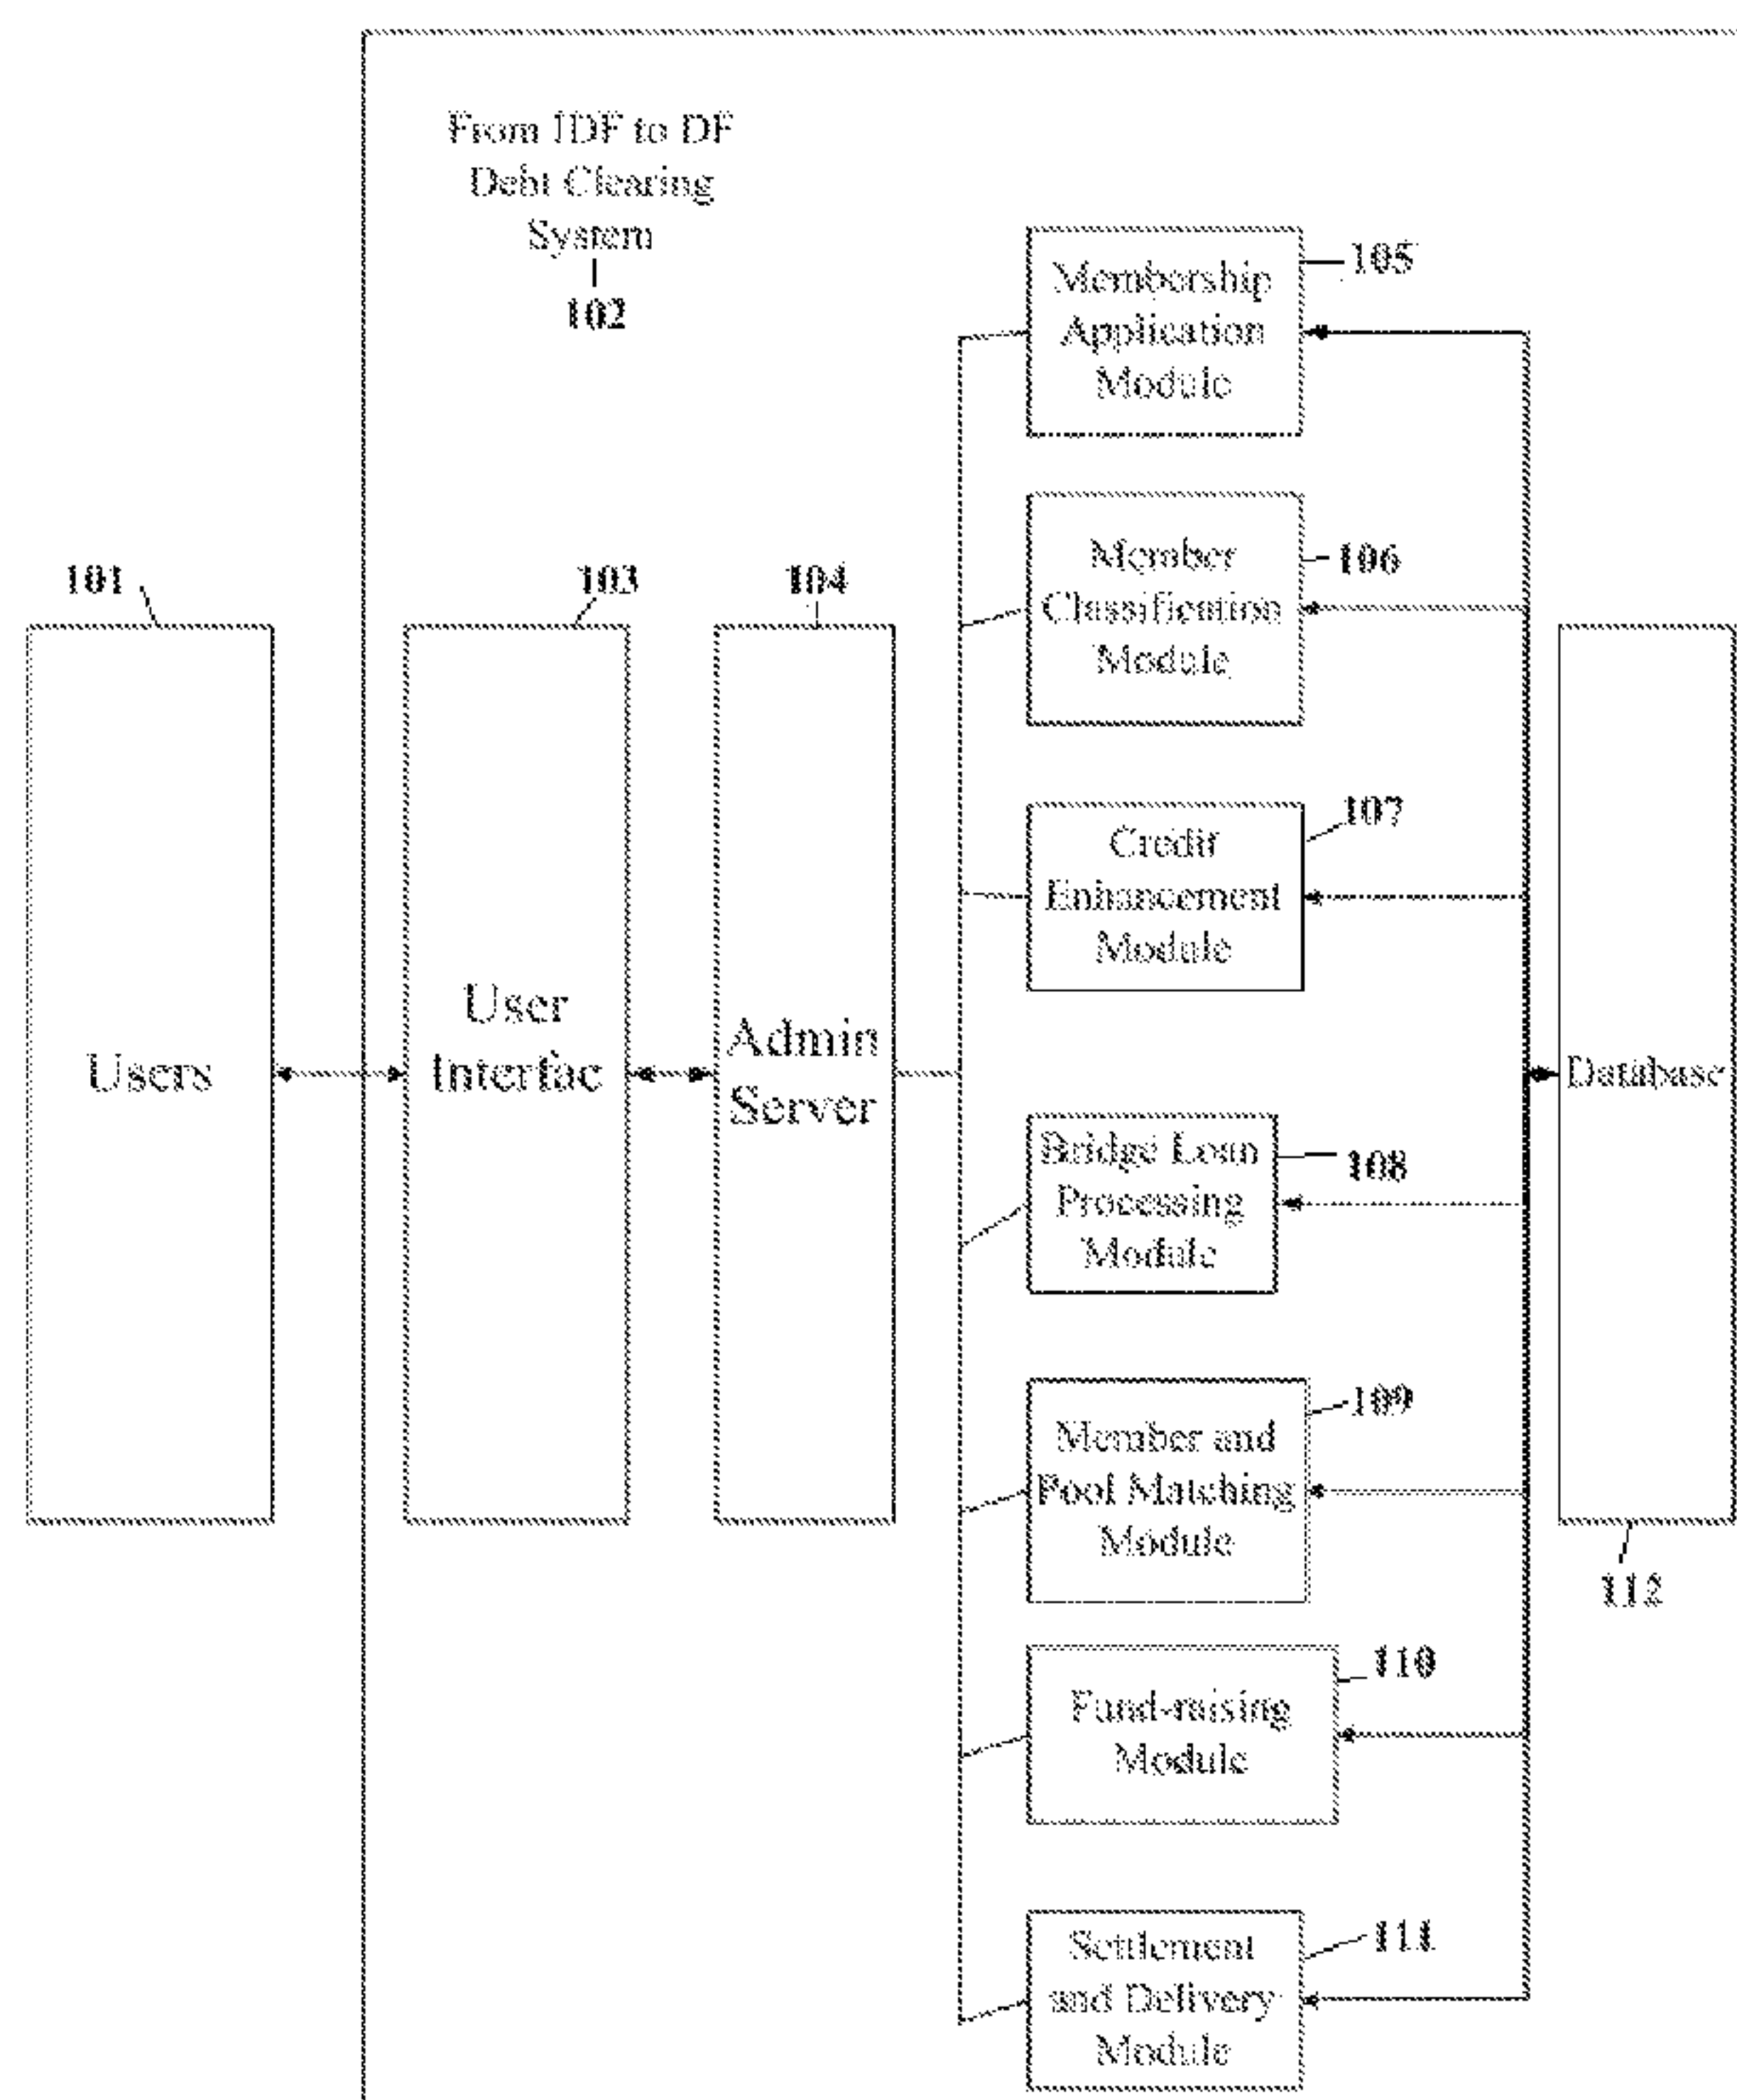 From IDF to DF
Debt Clearing
System
102
105
Membership
Application
Module
106
Member
Classification
Module
101
103
104
107
Credit
Enhancement
Module
Users
User
Interfac
Admin
Server
Database
Bridge Loan
Processing
Module
108
109
Member and
Pool Matching
Module
112
110
Fund-raising
Module
111
Settlement
and Delivery
Module